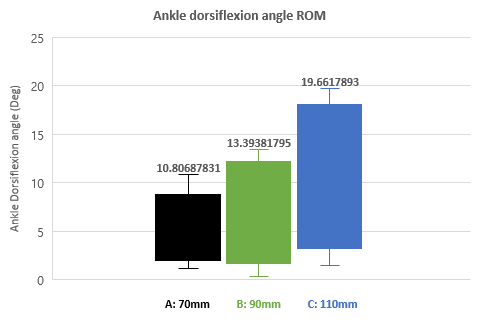 Ankle dorsiflexion angle ROM
Ankle Dorsiflexion angle (Deg)
25
20
15
10
5
0
10.80687831
13.39381795
19.6617893
A: 70mm
B: 90mm
C: 110mm